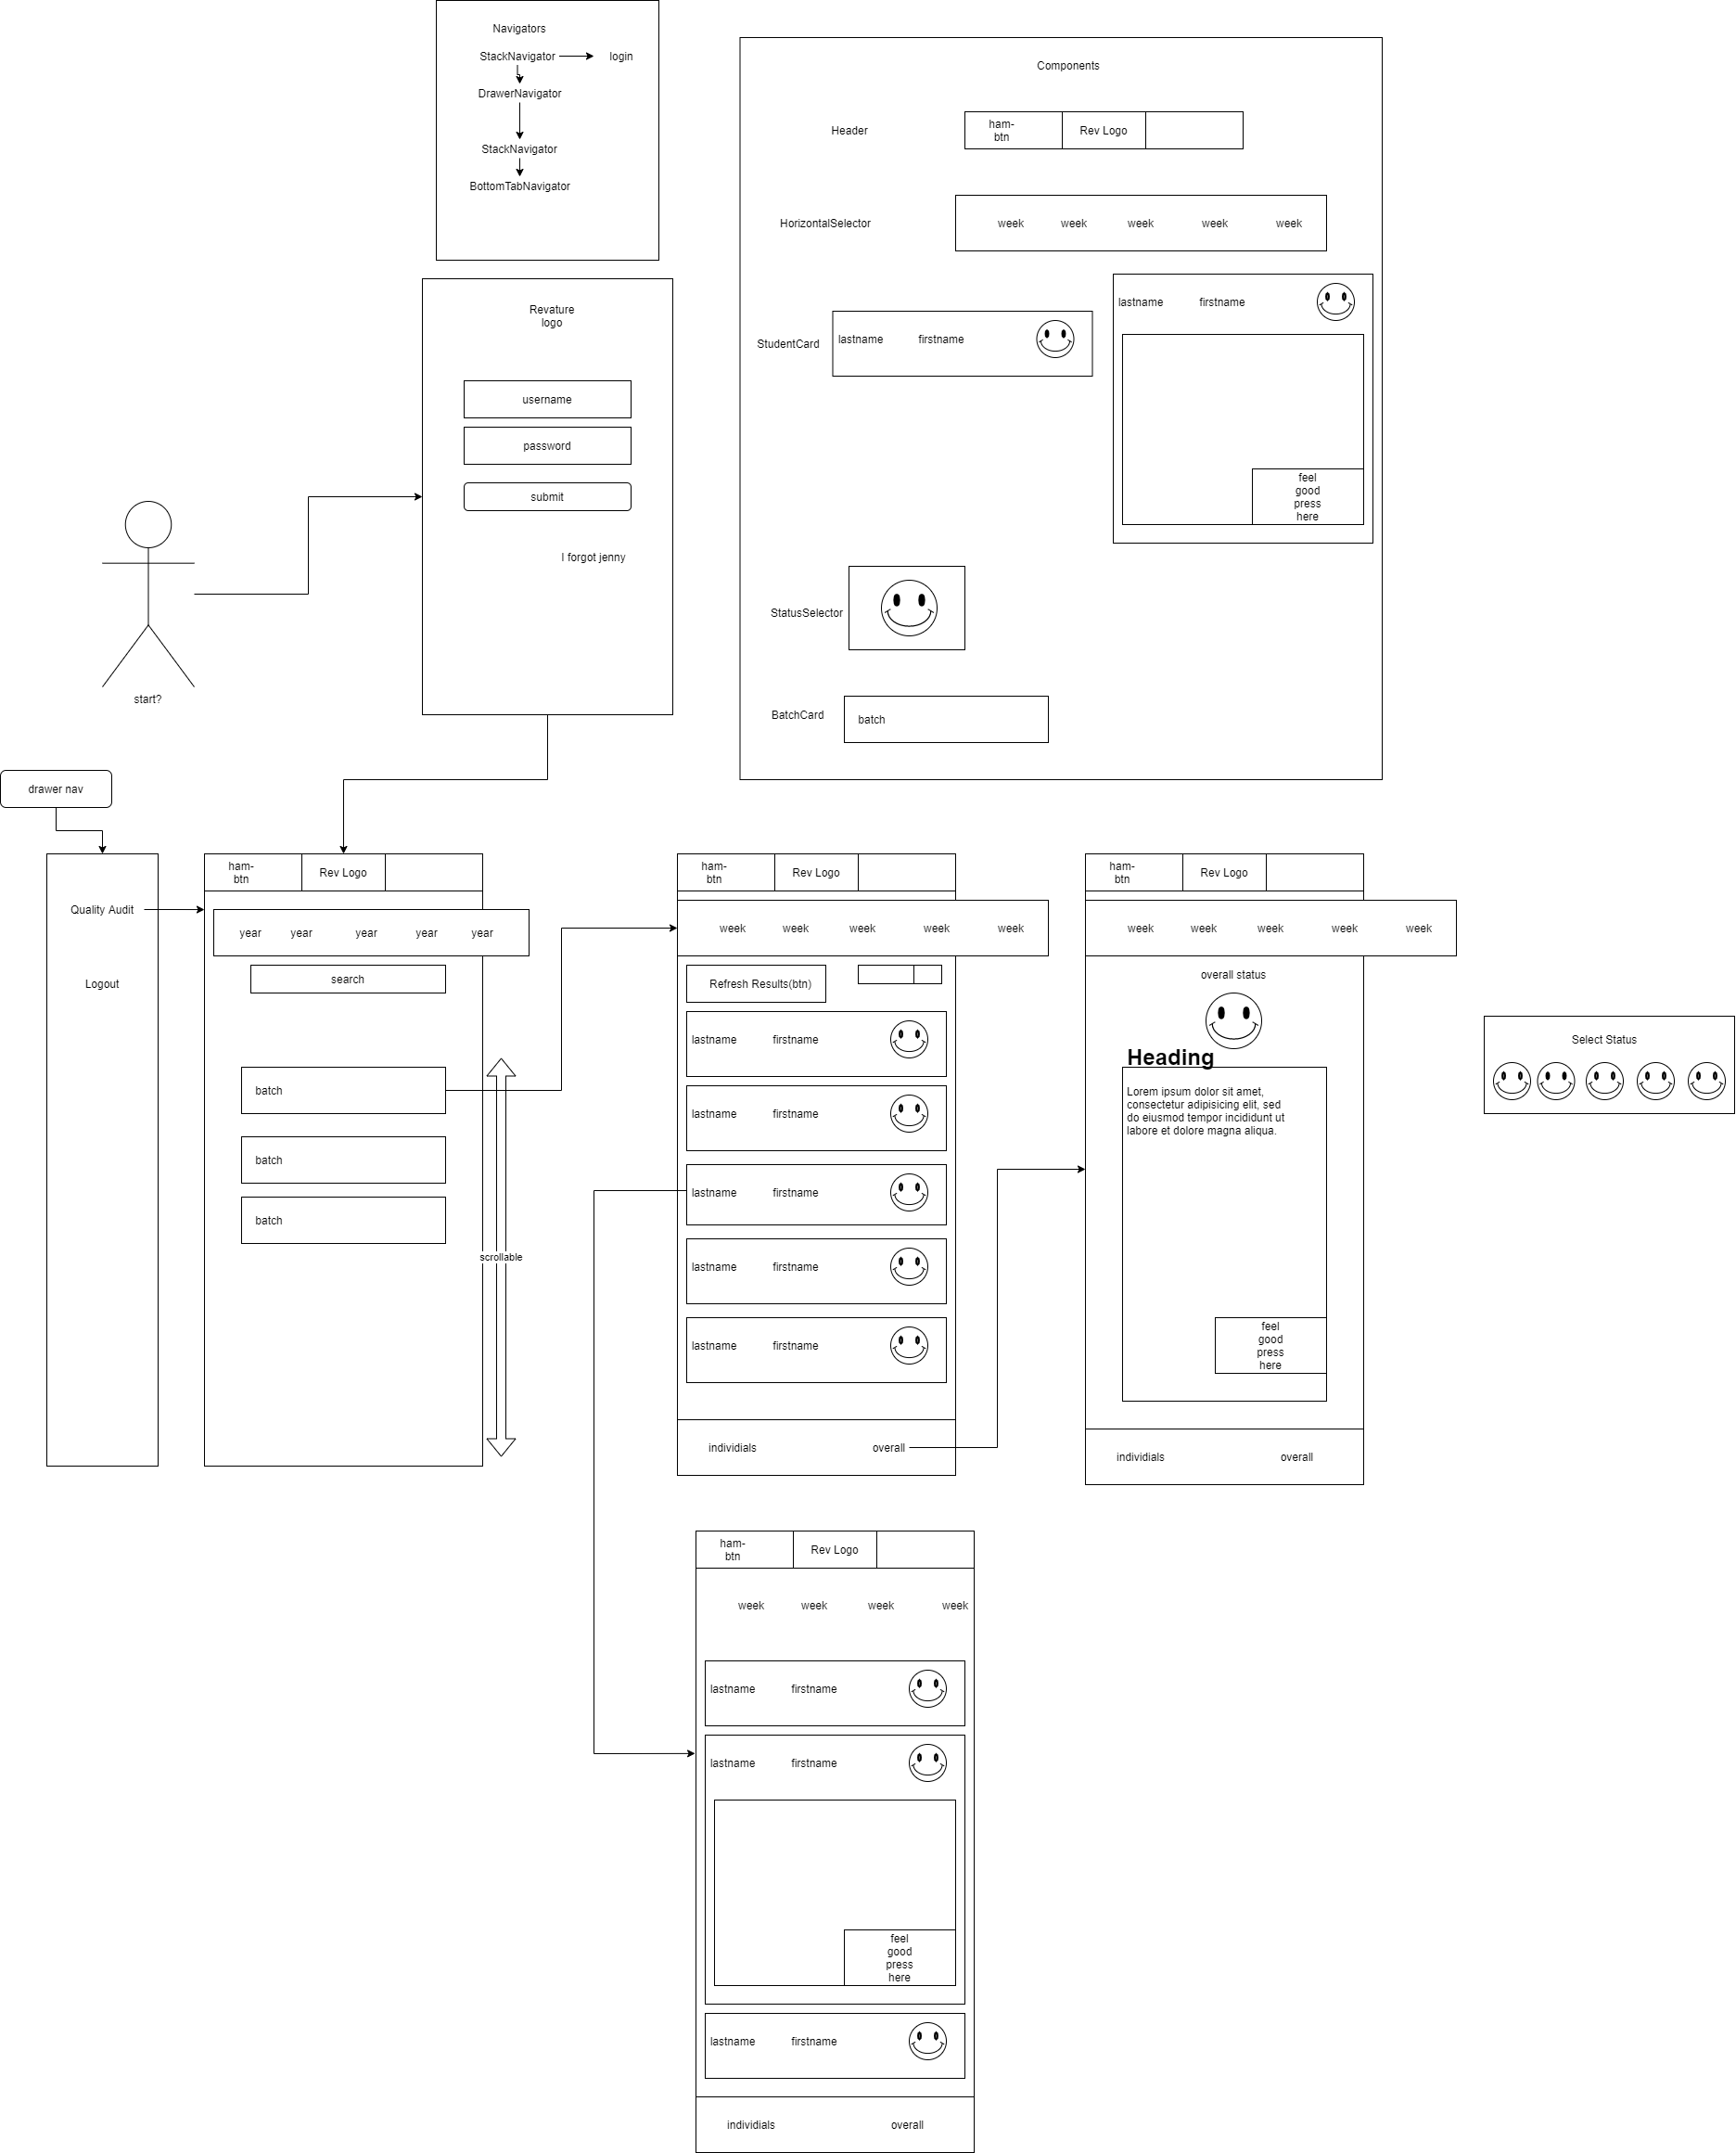 Navigators
StackNavigator
login
DrawerNavigator
StackNavigator
BottomTabNavigator
Components
Header
ham-
btn
Rev Logo
HorizontalSelector
week week week week week
StudentCard
lastname firstname
lastname firstname
feel
good
press
here
StatusSelector
BatchCard
batch
Revature
logo
username
password
submit
I forgot jenny
start?
drawer nav
Quality Audit
Logout
ham-
btn
Rev Logo
year year year year year
search
batch
batch
batch
scrollable
ham-
btn
Rev Logo
week week week week week
Refresh Results(btn)
lastname firstname
lastname firstname
lastname firstname
lastname firstname
lastname firstname
individials overall
ham-
btn
Rev Logo
week week week week week
overall status
Heading
Lorem ipsum dolor sit amet,
consectetur adipisicing elit, sed
do eiusmod tempor incididunt ut
labore et dolore magna aliqua.
feel
good
press
here
individials overall
Select Status
ham-
btn
Rev Logo
week week week week
lastname firstname
lastname firstname
feel
good
press
here
lastname firstname
individials overall